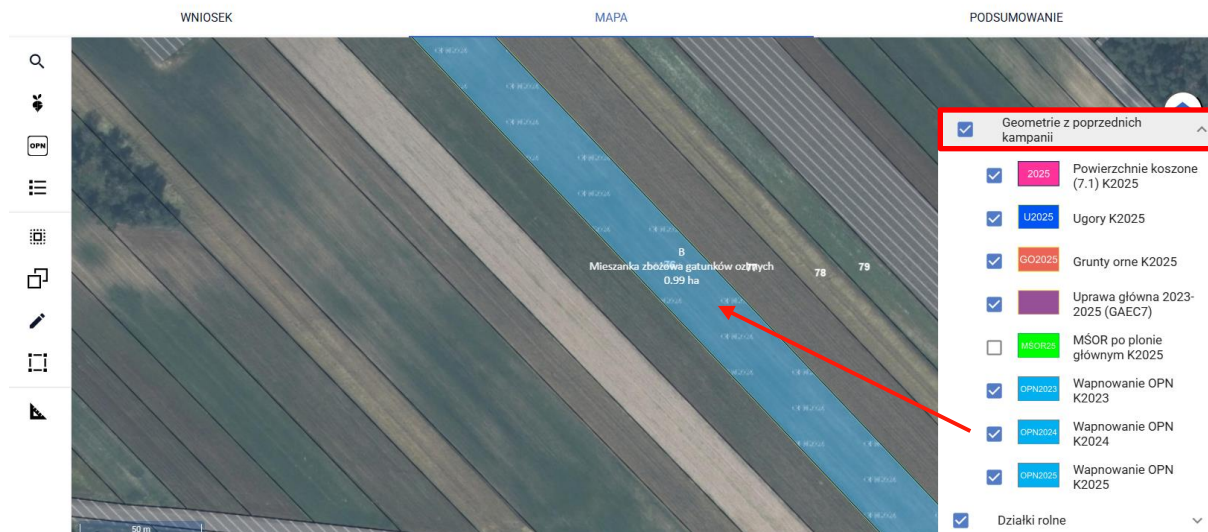 WNIOSEK
MAPA
PODSUMOWANIE
OPN
B
Mieszanka zbożowa gatunków ozimych
0.99 ha
76
77
78
79
50 m
Geometrie z poprzednich
kampanii
2025
Powierzchnie koszone
(7.1) K2025
U2025
Ugory K2025
GO2025
Grunty orne K2025
Uprawa główna 2023-
2025 (GAEC7)
MŚOR25
MŚOR po plonie
głównym K2025
OPN2023
Wapnowanie OPN
K2023
OPN2024
Wapnowanie OPN
K2024
OPN2025
Wapnowanie OPN
K2025
Działki rolne